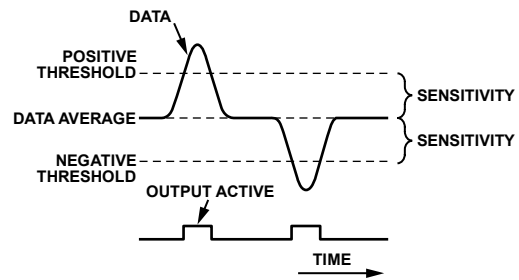 DATA
POSITIVE
THRESHOLD
SENSITIVITY
DATA AVERAGE
SENSITIVITY
NEGATIVE
THRESHOLD
OUTPUT ACTIVE
TIME